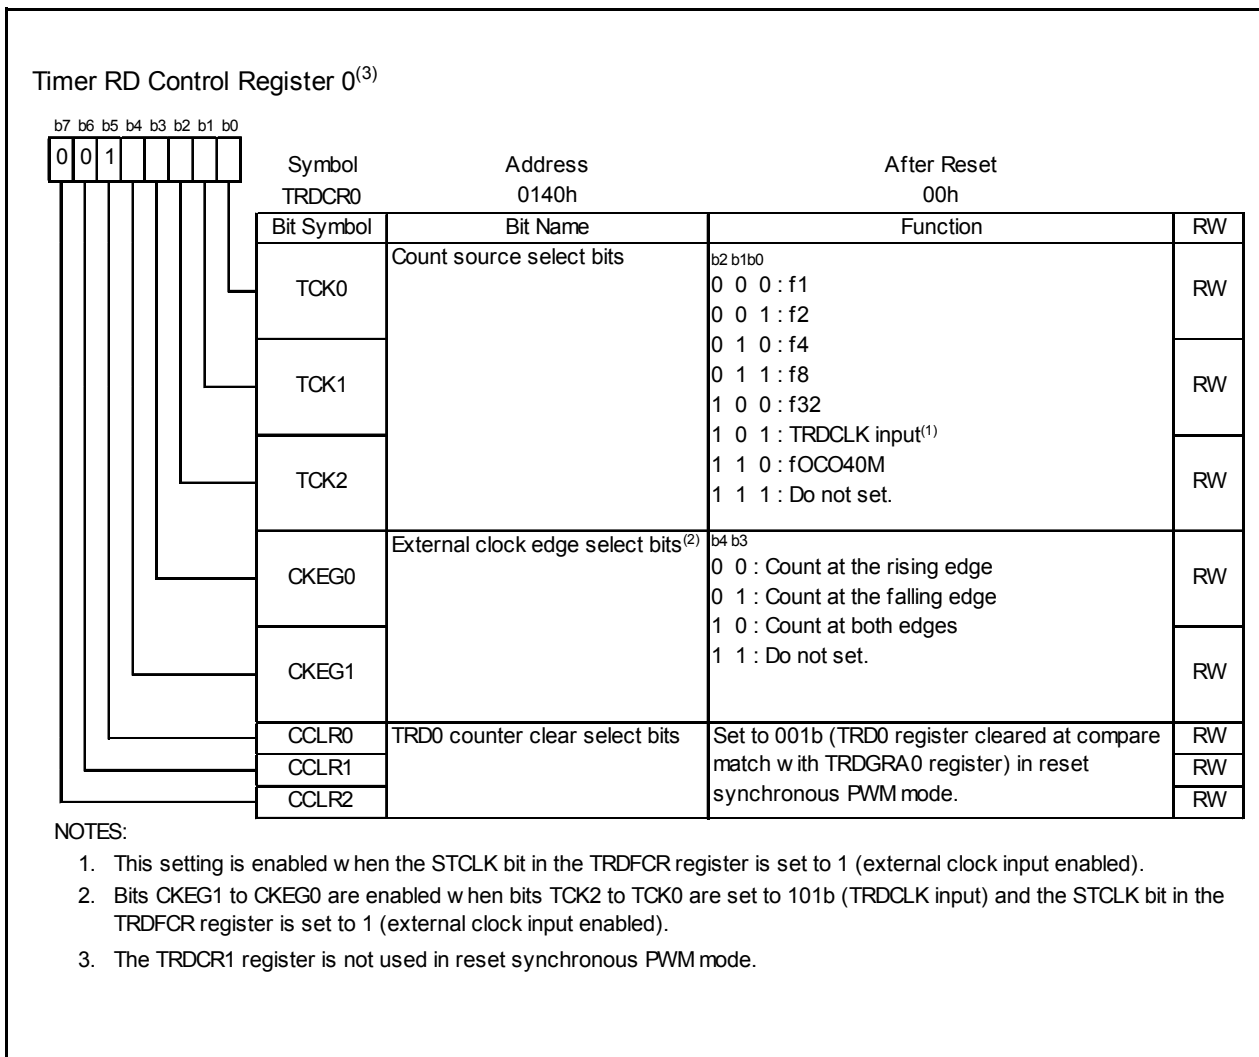 Timer RD Control Register 0(3)
b7 b6 b5 b4 b3 b2 b1 b0
0 0 1
Symbol Address After Reset
TRDCR0 0140h 00h
Bit Symbol Bit Name Function RW
TCK0 Count source select bits b2 b1b0
0 0 0 : f1 RW
0 0 1 : f2
0 1 0 : f4
TCK1 0 1 1 : f8 RW
1 0 0 : f32
1 0 1 : TRDCLK input(1)
TCK2 1 1 0 : fOCO40M RW
1 1 1 : Do not set.
CKEG0 External clock edge select bits(2) b4 b3
0 0 : Count at the rising edge RW
0 1 : Count at the falling edge
1 0 : Count at both edges
CKEG1 1 1 : Do not set. RW
CCLR0 TRD0 counter clear select bits Set to 001b (TRD0 register cleared at compare RW
CCLR1 match with TRDGRA0 register) in reset RW
CCLR2 synchronous PWM mode. RW
NOTES:
1. This setting is enabled when the STCLK bit in the TRDFCR register is set to 1 (external clock input enabled).
2. Bits CKEG1 to CKEG0 are enabled when bits TCK2 to TCK0 are set to 101b (TRDCLK input) and the STCLK bit in the
TRDFCR register is set to 1 (external clock input enabled).
3. The TRDCR1 register is not used in reset synchronous PWM mode.